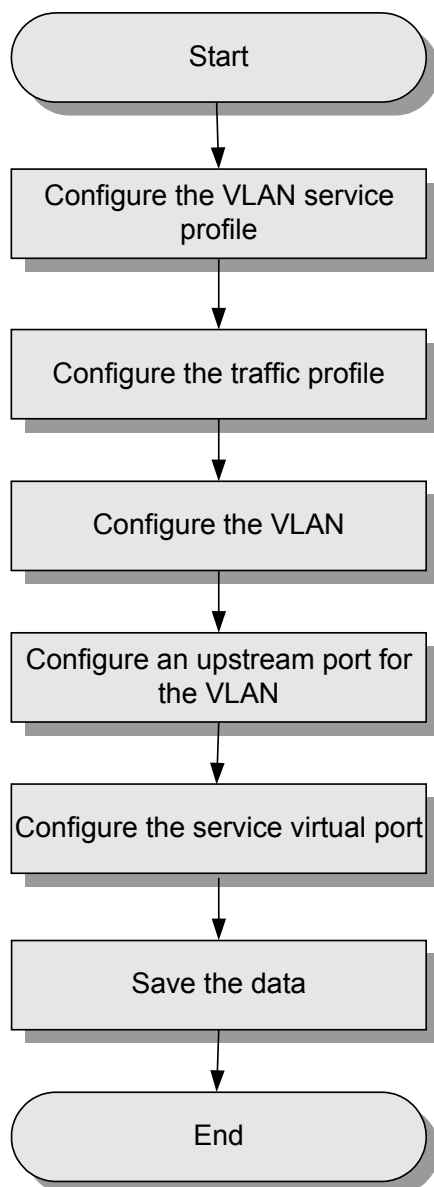 Start
Configure the VLAN service
profile
Configure the traffic profile
Configure the VLAN
Configure an upstream port for
the VLAN
Configure the service virtual port
Save the data
End